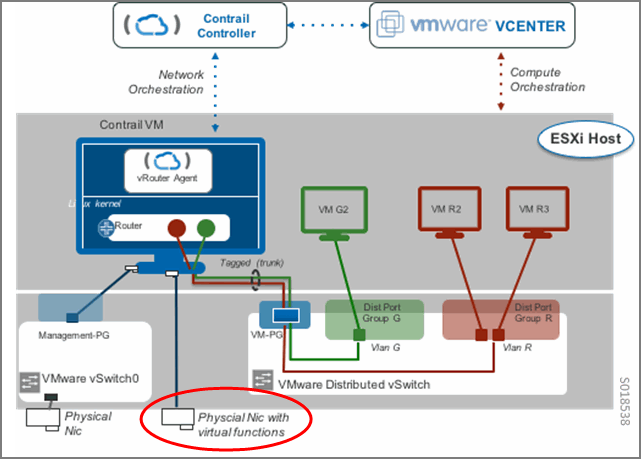 Contrail
Controller
vmware® VCENTER
Network
Orchestration
Compute
Orchestration
Contrail VM
ESXi Host
vRouter Agent
Linux kernel
Router
VM G2
VM R2
VM R3
Tagged (trunk)
Management-PG
VM-PG
Dist Port
Group G
Dist Port
Group R
Vlan G
Vlan R
VMware vSwitch0
VMware Distributed vSwitch
Physical
Nic
Physcial Nic with
virtual functions
S018538